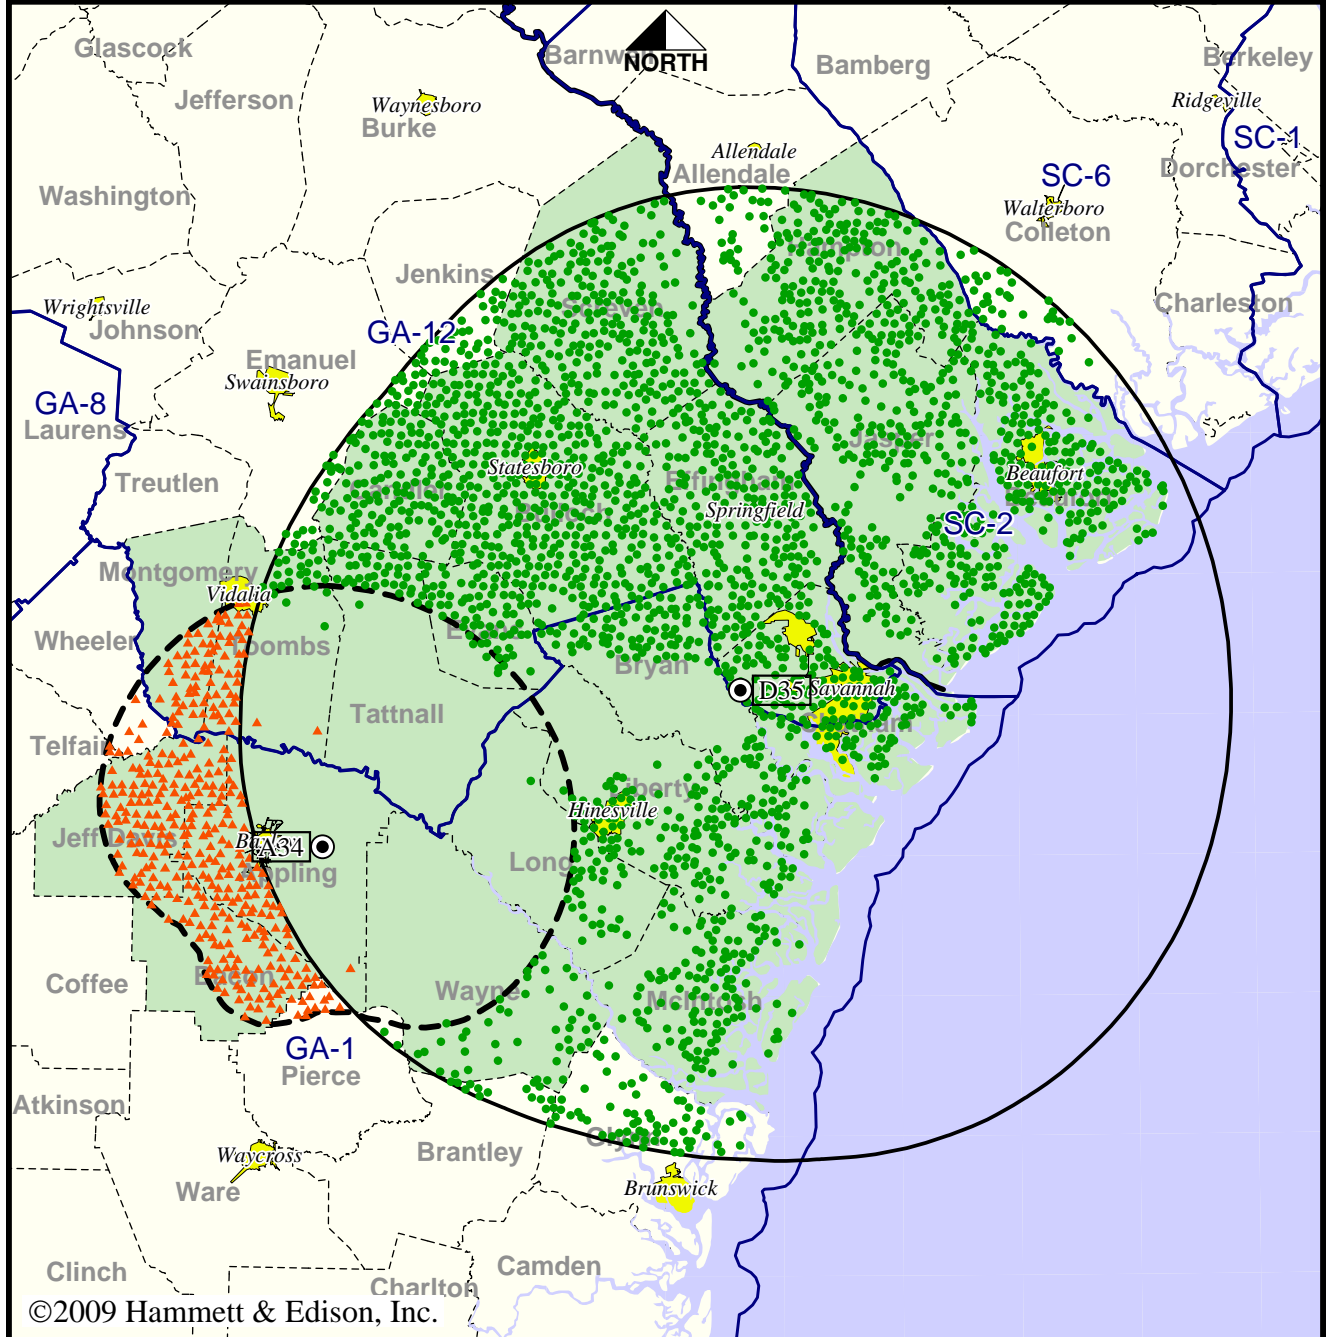 Glascock
Barnwell
NORTH
Bamberg
Berkeley
Jefferson
Waynesboro
Burke
Ridgeville
SC-1
Allendale
Allendale
Dorchester
Washington
SC-6
Walterboro
Colleton
Hampton
Jenkins
Wrightsville
Johnson
Screven
Charleston
GA-12
Emanuel
Swainsboro
GA-8
Laurens
Jasper
Treutlen
Statesboro
Candler
Effingham
Beaufort
Beaufort
Springfield
Bulloch
SC-2
Montgomery
Vidalia
Wheeler
Toombs
Evans
Bryan
D35
Savannah
Tattnall
Chatham
Telfair
Liberty
Hinesville
Jeff Davis
Baxley
A34
Appling
Long
Coffee
Bacon
Wayne
McIntosh
GA-1
Pierce
Atkinson
Glynn
Waycross
Brantley
Ware
Brunswick
Camden
Clinch
Charlton
©2009 Hammett & Edison, Inc.